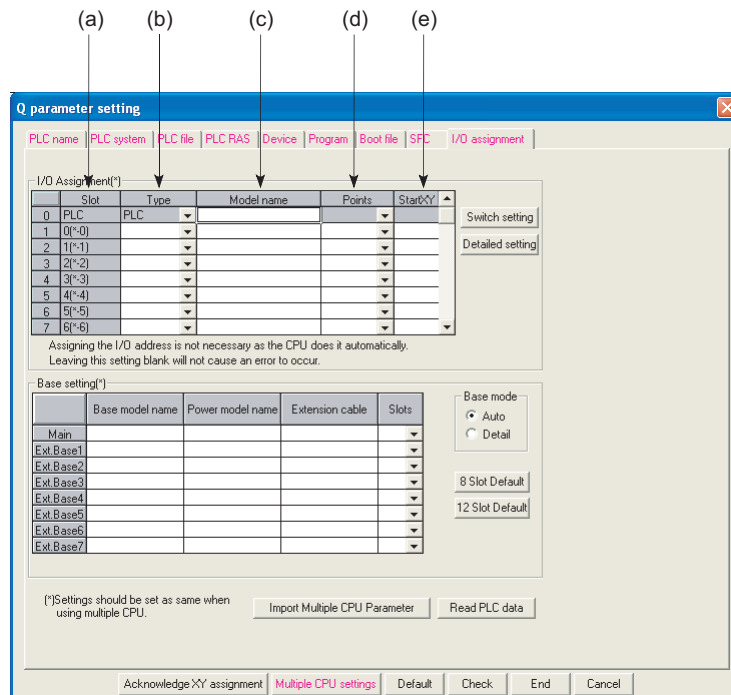 (a) (b) (c) (d) (e)
Q parameter setting
PLC name PLC system PLC file PLC RAS Device Program Boot file SFC I/O assignment
I/O Assignment(*)
Slot Type Model name Points StartXY
0 PLC PLC
1 0(*-0)
2 1(*-1)
3 2(*-2)
4 3(*-3)
5 4(*-4)
6 5(*-5)
7 6(*-6)
Switch setting
Detailed setting
Assigning the I/O address is not necessary as the CPU does it automatically.
Leaving this setting blank will not cause an error to occur.
Base setting(*)
Base model name Power model name Extension cable Slots
Main
Ext.Base1
Ext.Base2
Ext.Base3
Ext.Base4
Ext.Base5
Ext.Base6
Ext.Base7
Base mode
Auto
Detail
8 Slot Default
12 Slot Default
(*)Settings should be set as same when
using multiple CPU.
Import Multiple CPU Parameter Read PLC data
Acknowledge XY assignment Multiple CPU settings Default Check End Cancel